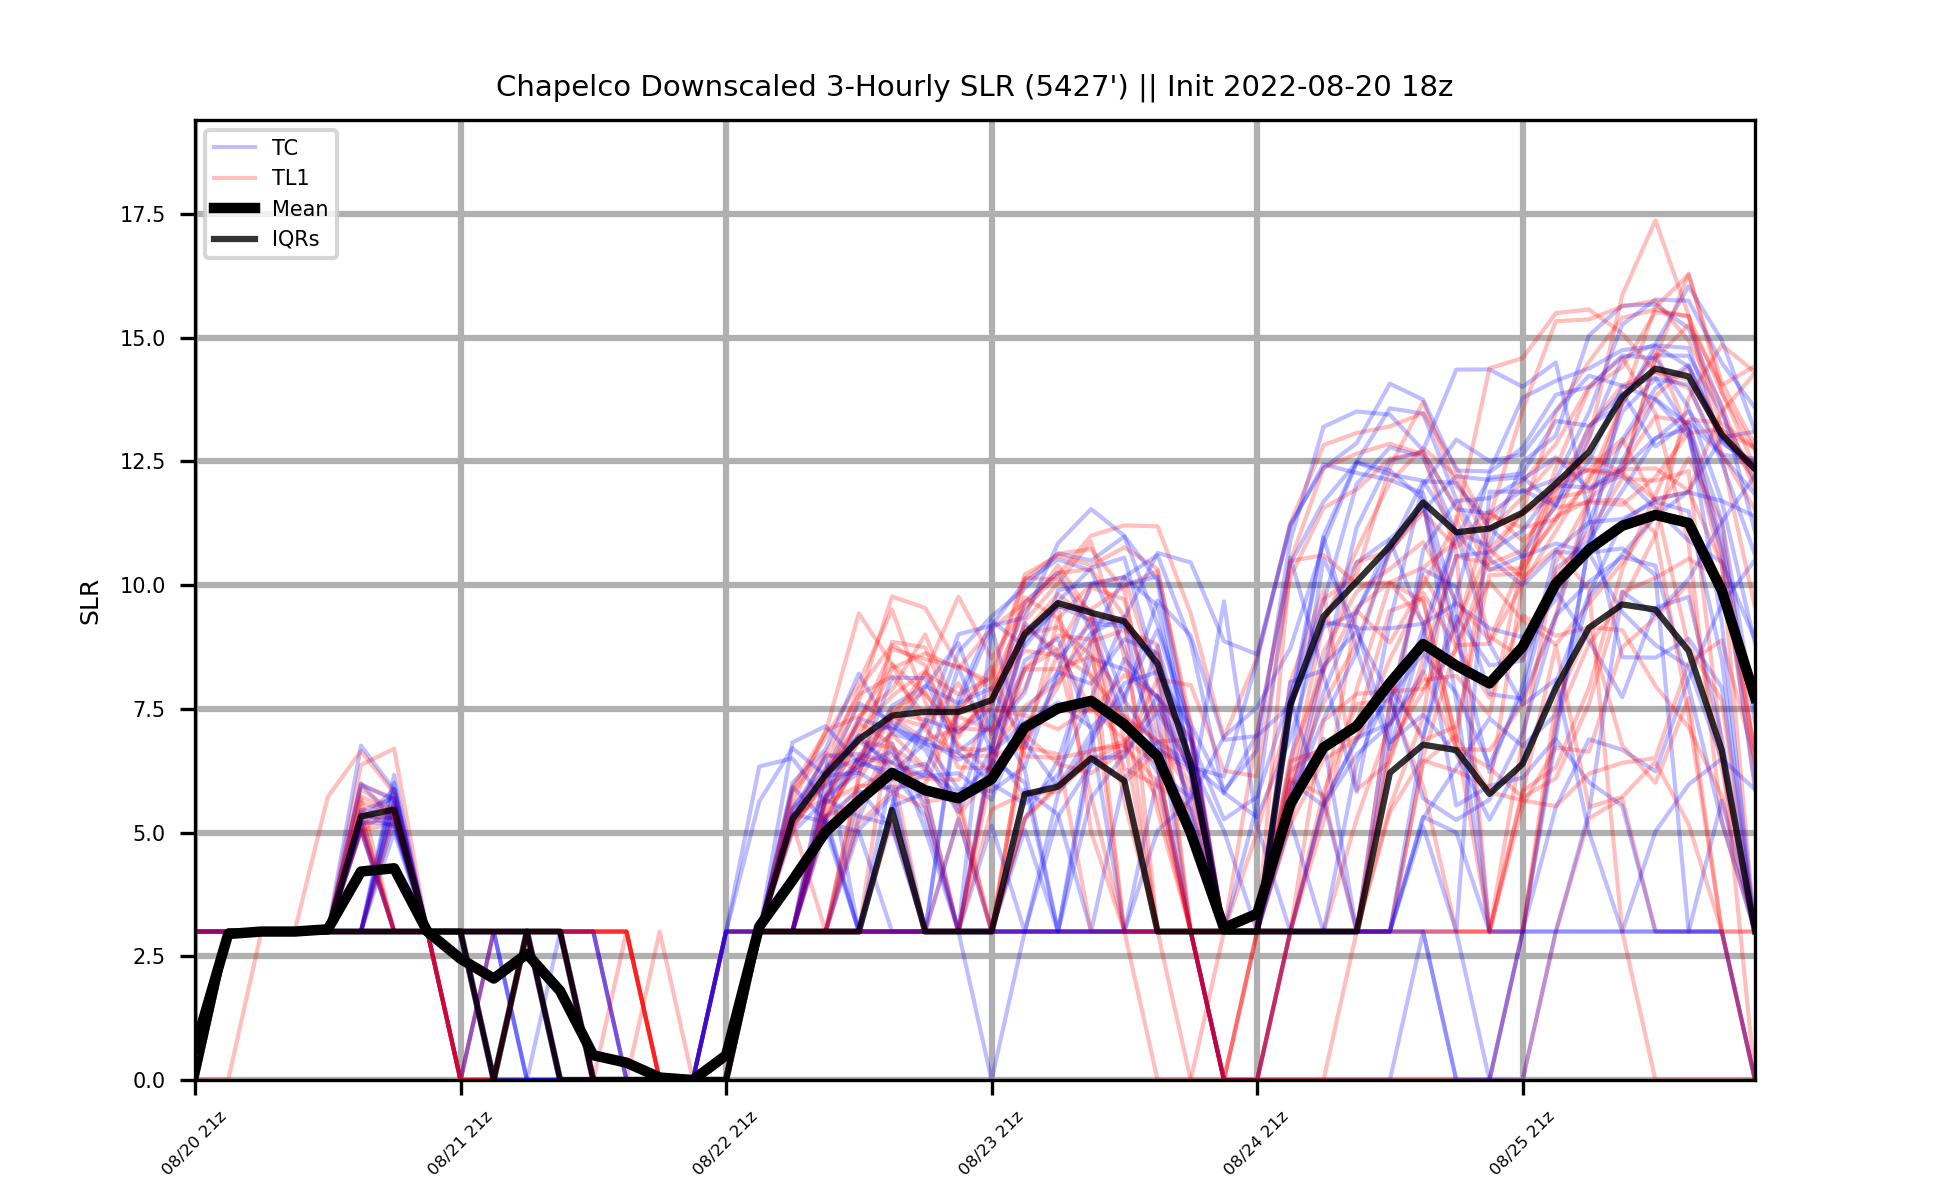 Chapelco Downscaled 3-Hourly SLR (5427') || Init 2022-08-20 18z
TC
TL1
Mean
IQRs
17.5
15.0
12.5
10.0
7.5
5.0
2.5
0.0
SLR
08/20 21z
08/21 21z
08/22 21z
08/23 21z
08/24 21z
08/25 21z